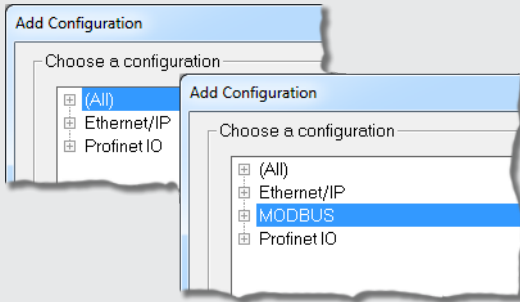 Add Configuration
Choose a configuration
(All)
Ethernet/IP
Profinet IO
Add Configuration
Choose a configuration
(All)
Ethernet/IP
MODBUS
Profinet IO